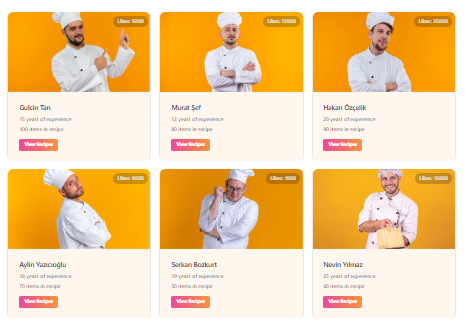 Likes: 5000
Gulcin Tan
15 years of experience
100 items in recipe
View Recipes
Likes: 12000
Murat Şef
12 years of experience
80 items in recipe
View Recipes
Likes: 25000
Hakan Özçelik
20 years of experience
90 items in recipe
View Recipes
Likes: 8000
Aylin Yazıcıoğlu
18 years of experience
70 items in recipe
View Recipes
Likes: 1000
Serkan Bozkurt
10 years of experience
50 items in recipe
View Recipes
Likes: 15000
Nevin Yılmaz
25 years of experience
60 items in recipe
View Recipes